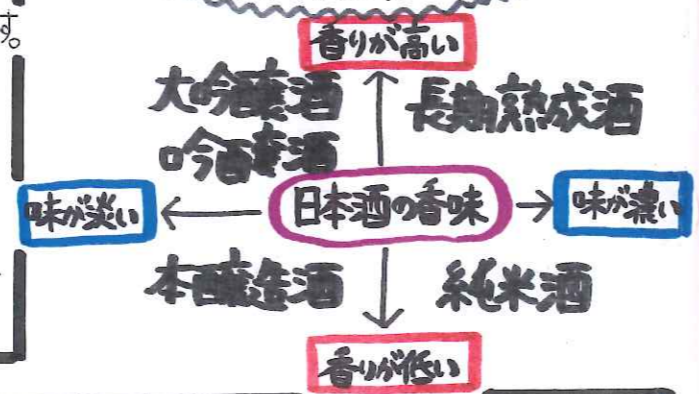 す。
香りが高い
大吟醸酒
吟醸酒
長期熟成酒
味が淡い
日本酒の香味
味が濃い
本醸造酒
純米酒
香りが低い